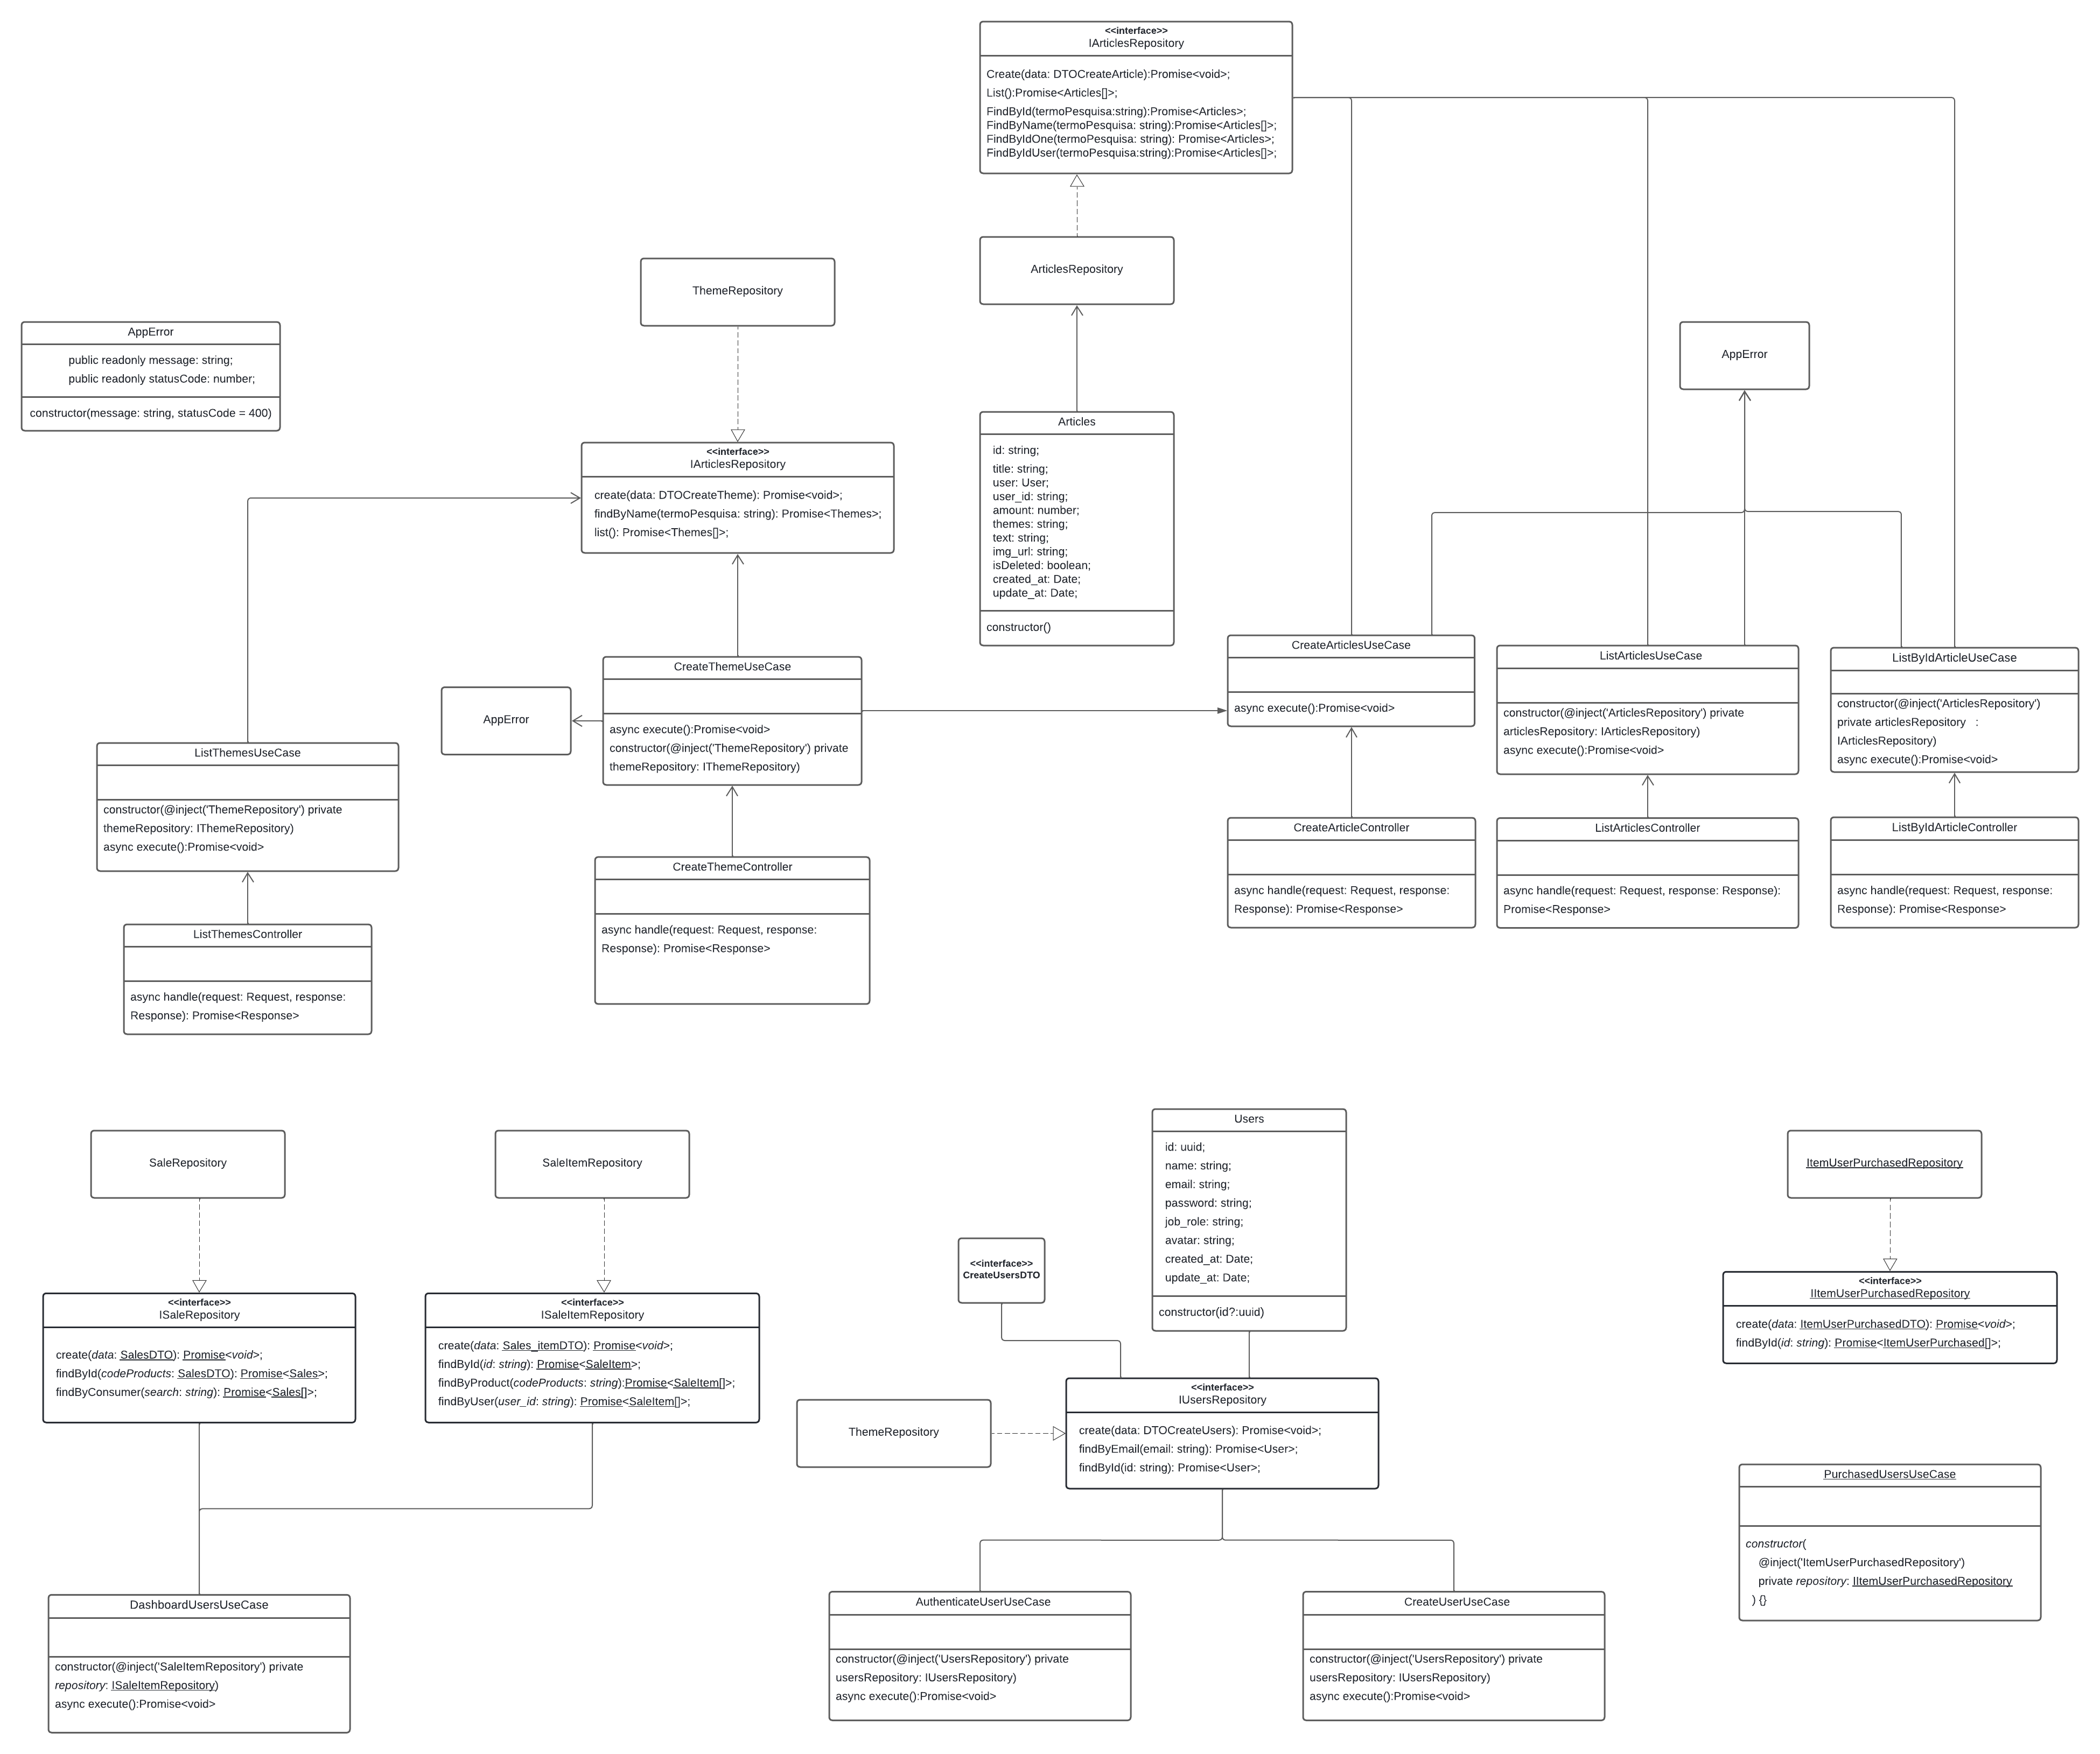 <<interface>>
IArticlesRepository
Create(data: DTOCreateArticle):Promise<void>;
List():Promise<Articles[]>;
FindById(termoPesquisa:string):Promise<Articles>;
FindByName(termoPesquisa: string):Promise<Articles[]>;
FindByIdOne(termoPesquisa: string): Promise<Articles>;
FindByIdUser(termoPesquisa:string):Promise<Articles[]>;
ArticlesRepository
ThemeRepository
AppError
public readonly message: string;
public readonly statusCode: number;
constructor(message: string, statusCode = 400)
AppError
Articles
id: string;
title: string;
user: User;
user_id: string;
amount: number;
themes: string;
text: string;
img_url: string;
isDeleted: boolean;
created_at: Date;
update_at: Date;
constructor()
<<interface>>
IArticlesRepository
create(data: DTOCreateTheme): Promise<void>;
findByName(termoPesquisa: string): Promise<Themes>;
list(): Promise<Themes[]>;
CreateThemeUseCase
async execute():Promise<void>
constructor(@inject('ThemeRepository') private
themeRepository: IThemeRepository)
AppError
CreateArticlesUseCase
async execute():Promise<void>
ListArticlesUseCase
constructor(@inject('ArticlesRepository') private
articlesRepository: IArticlesRepository)
async execute():Promise<void>
ListByIdArticleUseCase
constructor(@inject('ArticlesRepository')
private articlesRepository   :
IArticlesRepository)
async execute():Promise<void>
ListThemesUseCase
constructor(@inject('ThemeRepository') private
themeRepository: IThemeRepository)
async execute():Promise<void>
CreateThemeController
async handle(request: Request, response:
Response): Promise<Response>
CreateArticleController
async handle(request: Request, response:
Response): Promise<Response>
ListArticlesController
async handle(request: Request, response: Response):
Promise<Response>
ListByIdArticleController
async handle(request: Request, response:
Response): Promise<Response>
ListThemesController
async handle(request: Request, response:
Response): Promise<Response>
SaleRepository
SaleItemRepository
Users
id: uuid;
name: string;
email: string;
password: string;
job_role: string;
avatar: string;
created_at: Date;
update_at: Date;
constructor(id?:uuid)
ItemUserPurchasedRepository
<<interface>>
CreateUsersDTO
<<interface>>
ISaleRepository
create(data: SalesDTO): Promise<void>;
findById(codeProducts: SalesDTO): Promise<Sales>;
findByConsumer(search: string): Promise<Sales[]>;
<<interface>>
ISaleItemRepository
create(data: Sales_itemDTO): Promise<void>;
findById(id: string): Promise<SaleItem>;
findByProduct(codeProducts: string):Promise<SaleItem[]>;
findByUser(user_id: string): Promise<SaleItem[]>;
<<interface>>
IItemUserPurchasedRepository
create(data: ItemUserPurchasedDTO): Promise<void>;
findById(id: string): Promise<ItemUserPurchased[]>;
ThemeRepository
<<interface>>
IUsersRepository
create(data: DTOCreateUsers): Promise<void>;
findByEmail(email: string): Promise<User>;
findById(id: string): Promise<User>;
PurchasedUsersUseCase
constructor(
@inject('ItemUserPurchasedRepository')
private repository: IItemUserPurchasedRepository
) {}
DashboardUsersUseCase
constructor(@inject('SaleItemRepository') private
repository: ISaleItemRepository)
async execute():Promise<void>
AuthenticateUserUseCase
constructor(@inject('UsersRepository') private
usersRepository: IUsersRepository)
async execute():Promise<void>
CreateUserUseCase
constructor(@inject('UsersRepository') private
usersRepository: IUsersRepository)
async execute():Promise<void>